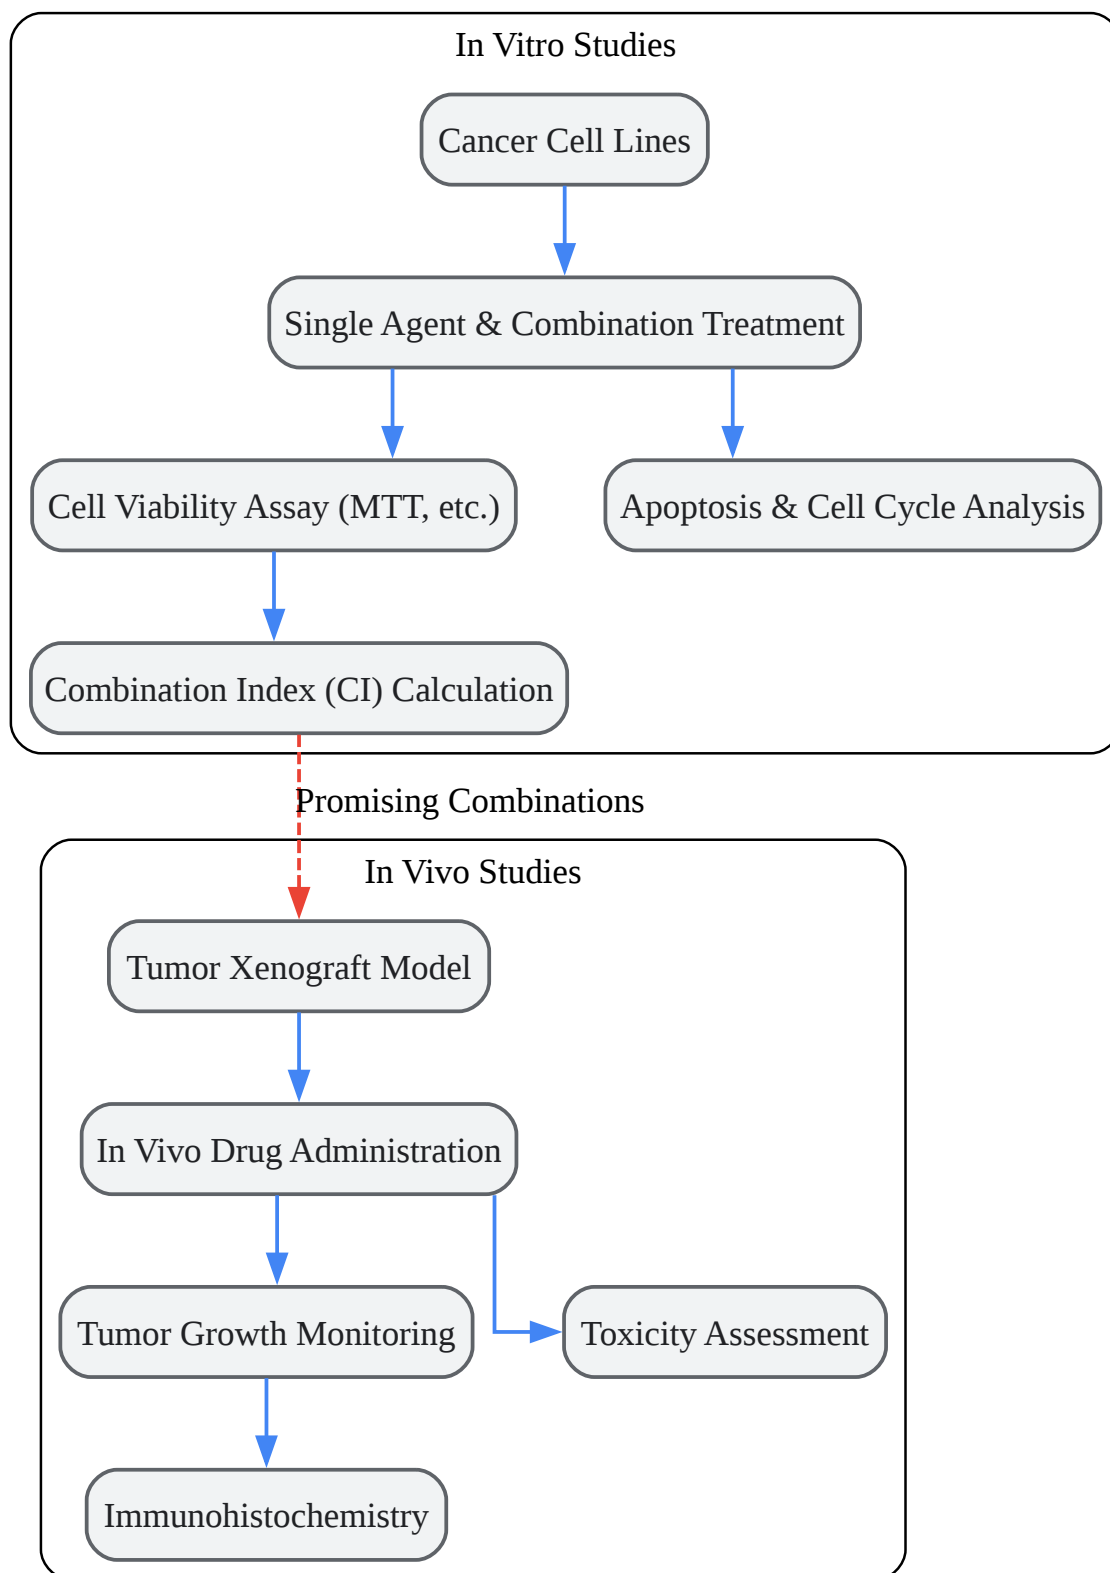 In Vitro Studies
Cancer Cell Lines
Single Agent & Combination Treatment
Cell Viability Assay (MTT, etc.)
Apoptosis & Cell Cycle Analysis
Combination Index (CI) Calculation
Promising Combinations
In Vivo Studies
Tumor Xenograft Model
In Vivo Drug Administration
Tumor Growth Monitoring
Toxicity Assessment
Immunohistochemistry